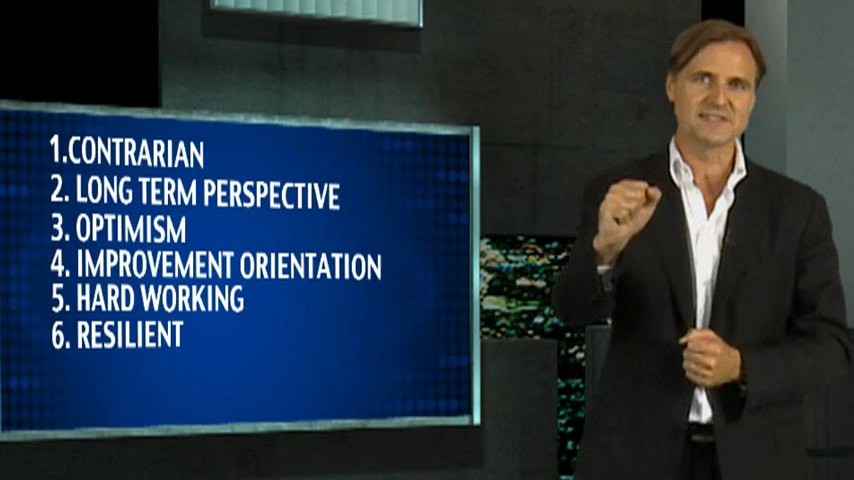 1.CONTRARIAN
2. LONG TERM PERSPECTIVE
3. OPTIMISM
4. IMPROVEMENT ORIENTATION
5. HARD WORKING
6. RESILIENT